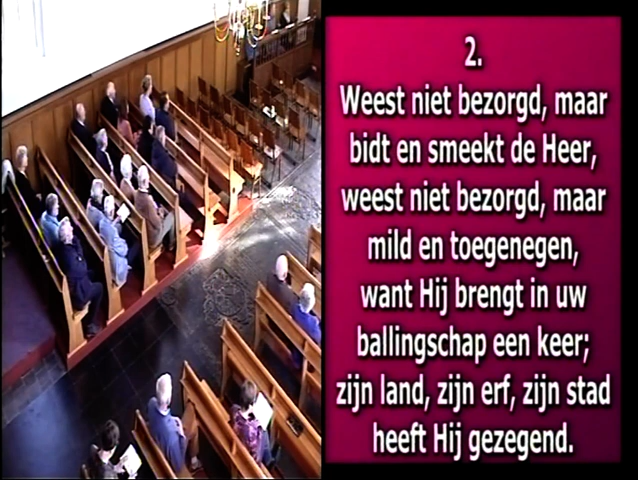 2.
Weest niet bezorgd, maar
bidt en smeekt de Heer,
weest niet bezorgd, maar
mild en toegenegen,
want Hij brengt in uw
ballingschap een keer;
zijn land, zijn erf, zijn stad
heeft Hij gezegend.